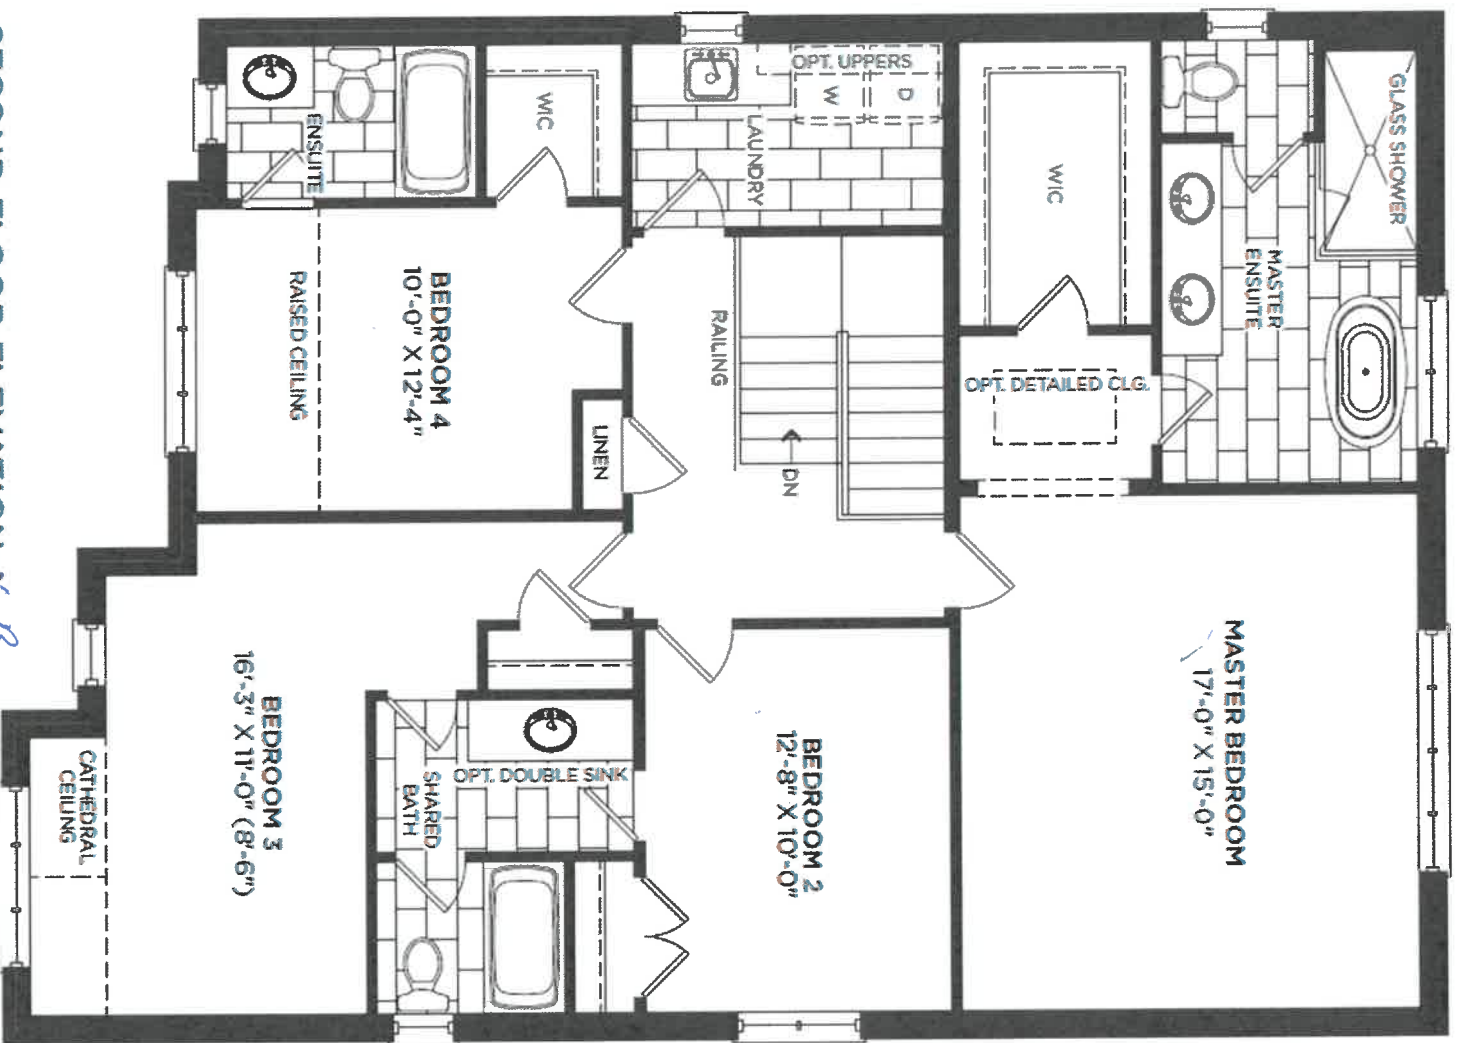 GLASS SHOWER
MASTER
ENSUITE
WIC
OPT. DETAILED CLG.
MASTER BEDROOM
17'-0" X 15'-0"
OPT. UPPERS
D
W
LAUNDRY
RAILING
DN
BEDROOM 2
12'-8" X 10'-0"
WIC
ENSUITE
BEDROOM 4
10'-0" X 12'-4"
RAISED CEILING
LINEN
OPT. DOUBLE SINK
SHARED
BATH
BEDROOM 3
16'-3" X 11'-0" (8'-6")
CATHEDRAL
CEILING